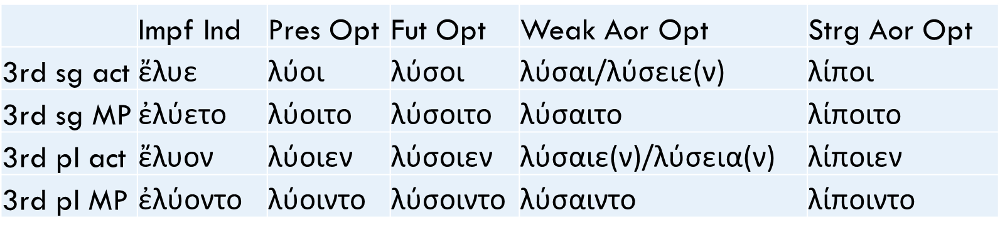 Impf Ind Pres Opt Fut Opt Weak Aor Opt Strg Aor Opt
3rd sg act ἔλυε λύοι λύσοι λύσαι/λύσειε(ν) λίποι
3rd sg MP ἐλύετο λύοιτο λύσοιτο λύσαιτο λίποιτο
3rd pl act ἔλυον λύοιεν λύσοιεν λύσαιε(ν)/λύσεια(ν) λίποιεν
3rd pl MP ἐλύοντο λύοιντο λύσοιντο λύσαιντο λίποιντο